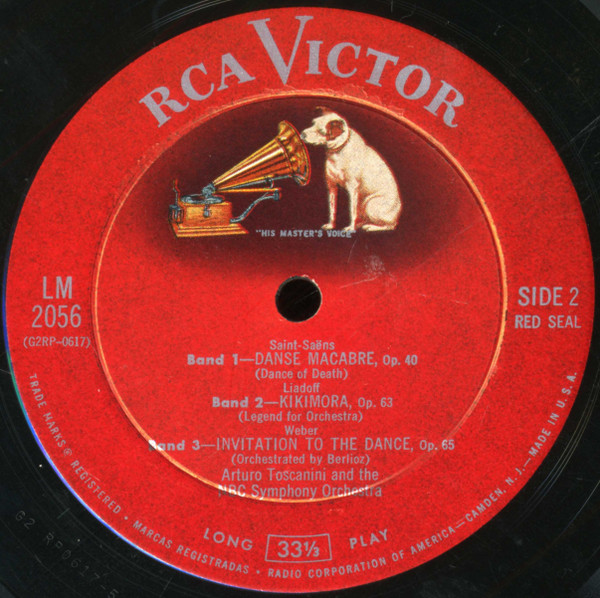 RCA VICTOR
"HIS MASTER'S VOICE"
LM
2056
(G2RP-0617)
SIDE 2
RED SEAL
Saint-Saëns
Band 1—DANSE MACABRE, Op. 40
(Dance of Death)
Liadoff
Band 2—KIKIMORA, Op. 63
(Legend for Orchestra)
Weber
Band 3—INVITATION TO THE DANCE, Op. 65
(Orchestrated by Berlioz)
Arturo Toscanini and the
NBC Symphony Orchestra
LONG 33⅓ PLAY
TRADE MARKS ® REGISTERED • MARCAS REGISTRADAS • RADIO CORPORATION OF AMERICA—CAMDEN, N. J.—MADE IN U. S. A.